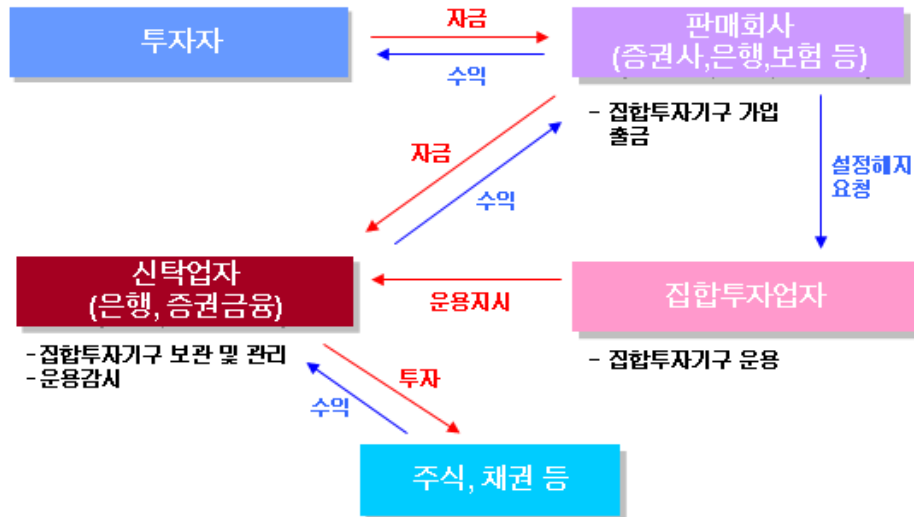 투자자
자금
수익
판매회사
(증권사,은행,보험 등)
- 집합투자기구 가입
출금
자금
수익
설정해지
요청
신탁업자
(은행, 증권금융)
운용지시
집합투자업자
-집합투자기구 보관 및 관리
-운용감시
- 집합투자기구 운용
투자
수익
주식, 채권 등